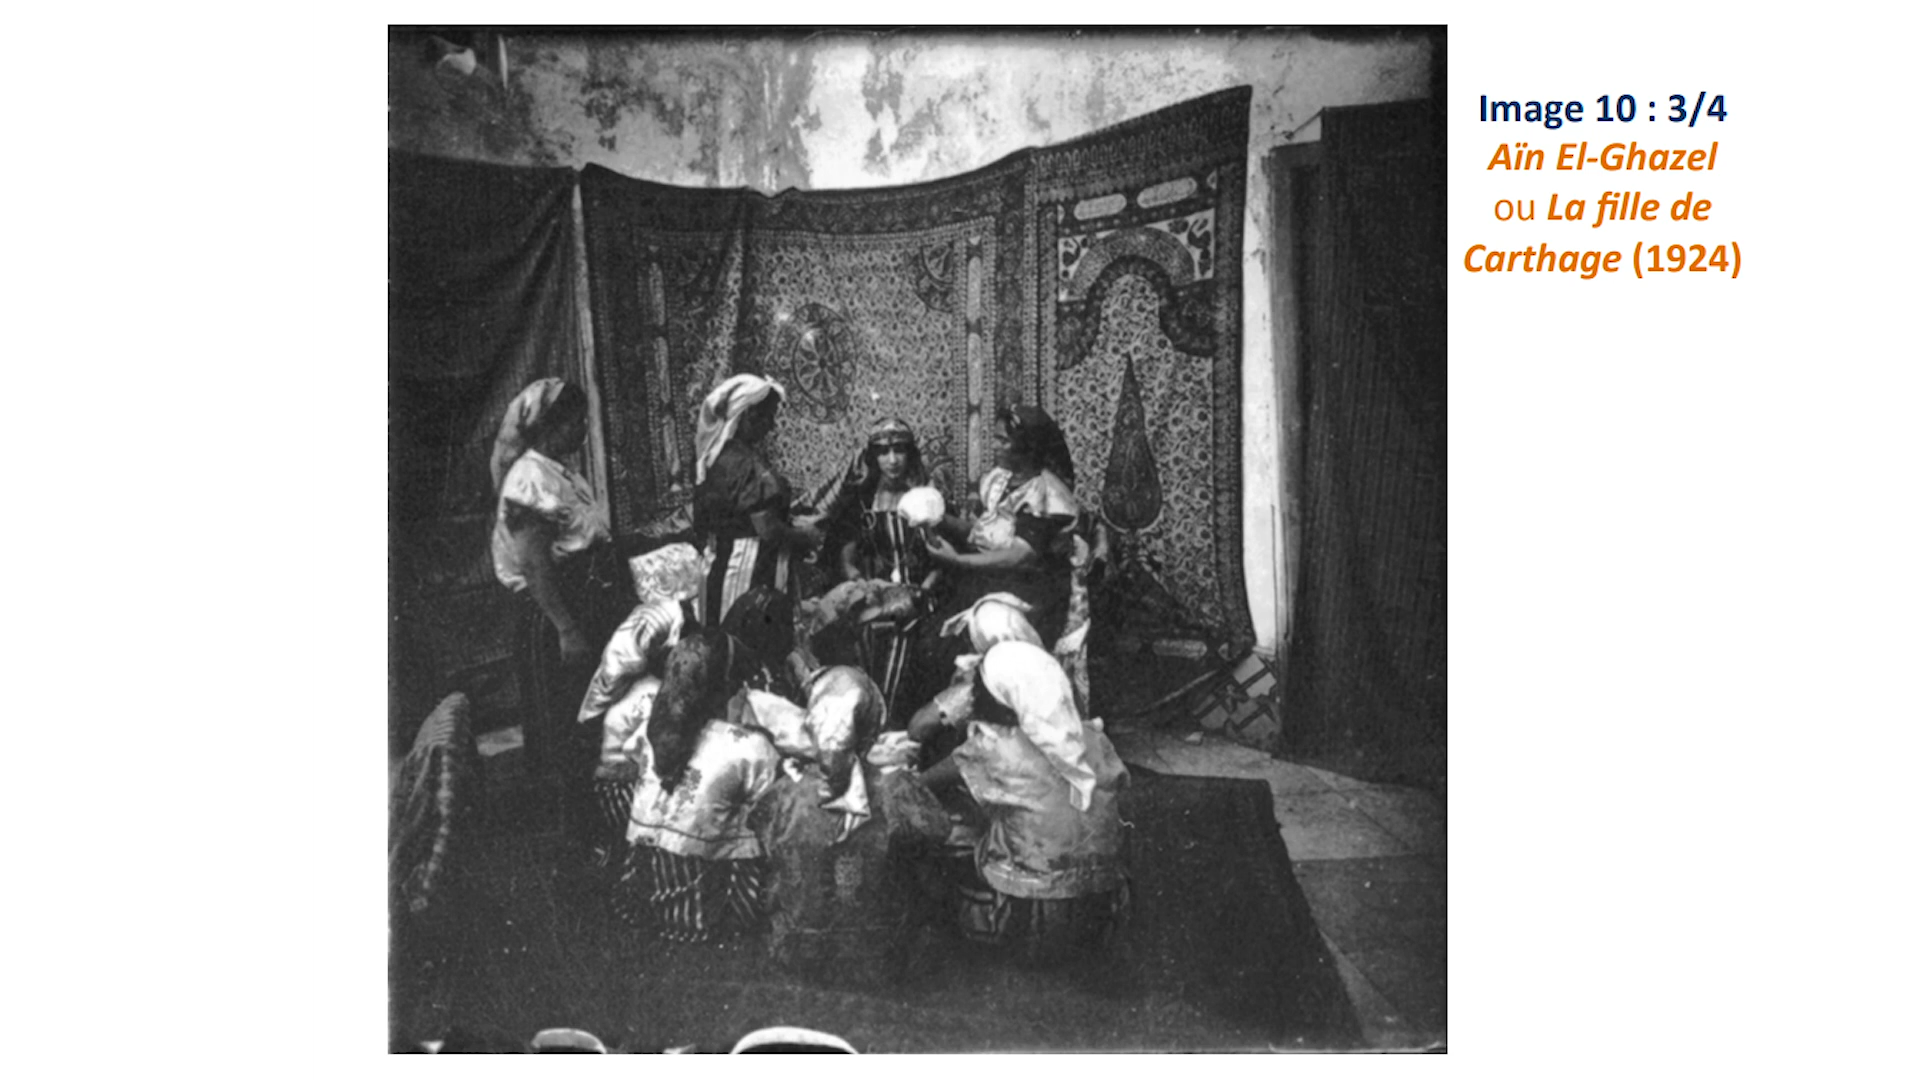 Image 10 : 3/4
Aïn El-Ghazel
ou La fille de
Carthage (1924)